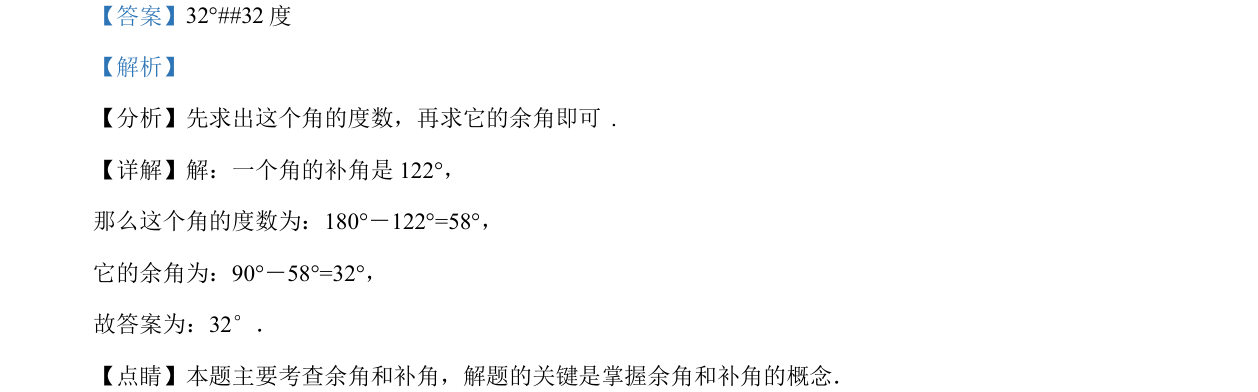 【答案】32°##32 度
【解析】
【分析】先求出这个角的度数，再求它的余角即可 .
【详解】解：一个角的补角是 122°，
那么这个角的度数为：180°－122°=58°，
它的余角为：90°－58°=32°，
故答案为：32° .
【点睛】本题主要考查余角和补角，解题的关键是掌握余角和补角的概念.